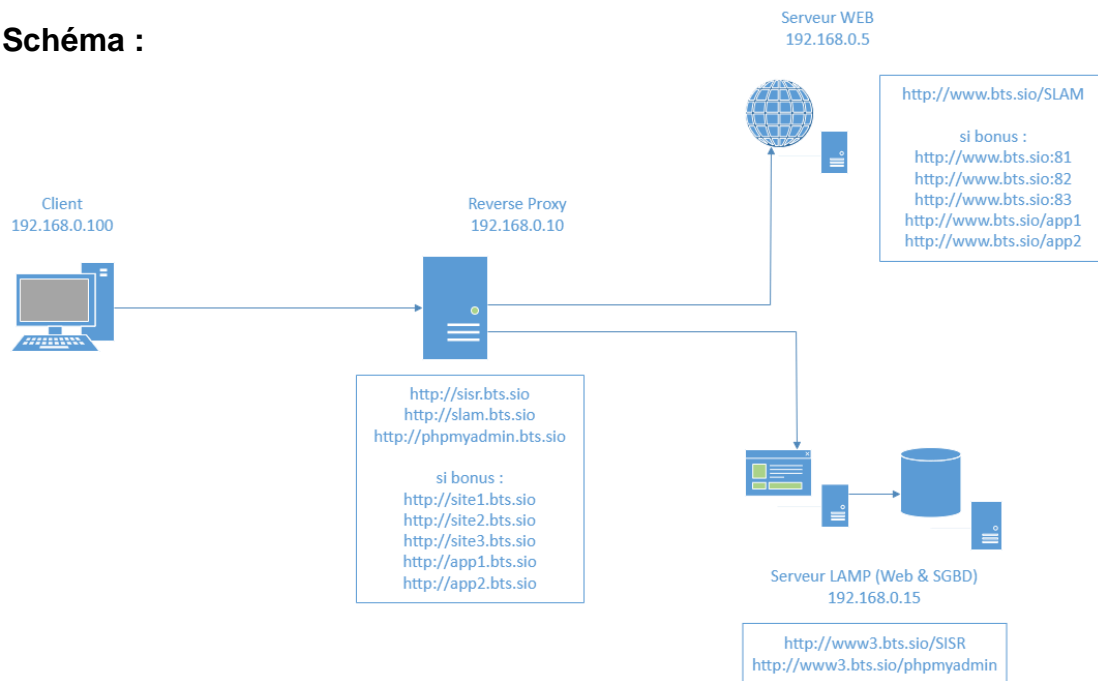 Schéma :
Serveur WEB
192.168.0.5
http://www.bts.sio/SLAM
si bonus :
http://www.bts.sio:81
http://www.bts.sio:82
http://www.bts.sio:83
http://www.bts.sio/app1
http://www.bts.sio/app2
Client
192.168.0.100
Reverse Proxy
192.168.0.10
http://sisr.bts.sio
http://slam.bts.sio
http://phpmyadmin.bts.sio
si bonus :
http://site1.bts.sio
http://site2.bts.sio
http://site3.bts.sio
http://app1.bts.sio
http://app2.bts.sio
Serveur LAMP (Web & SGBD)
192.168.0.15
http://www3.bts.sio/SISR
http://www3.bts.sio/phpmyadmin